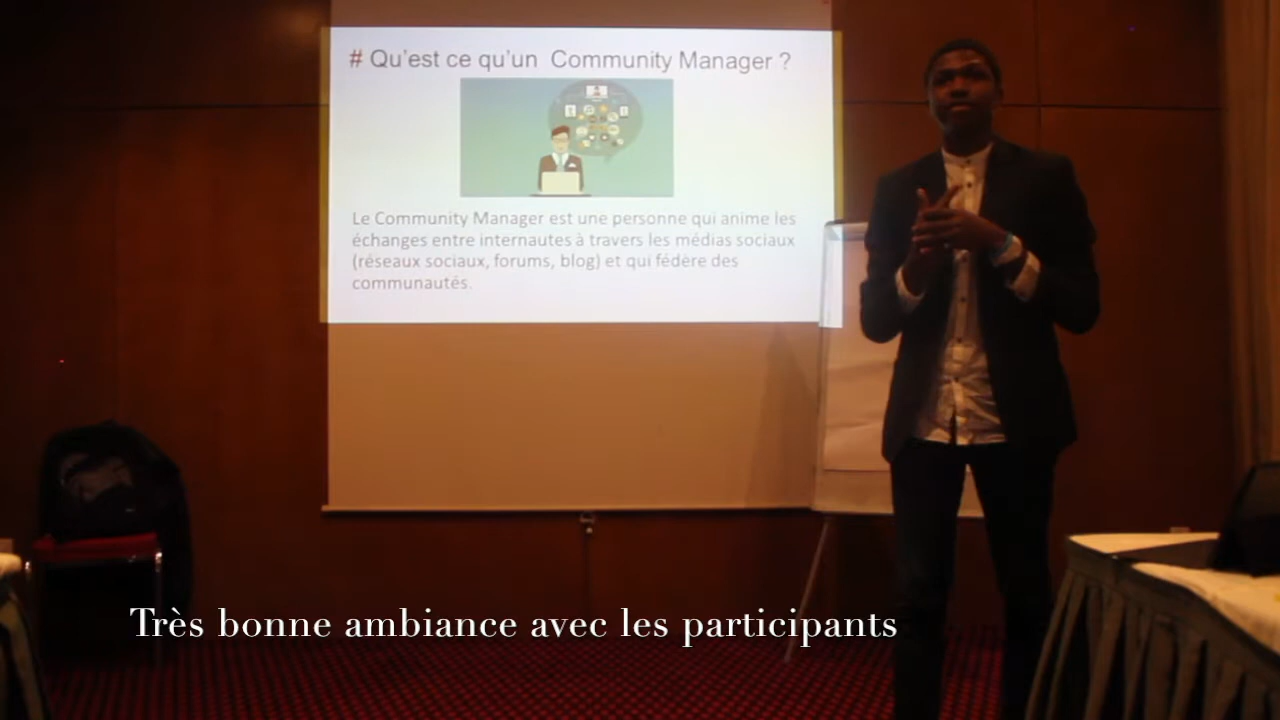 # Qu'est ce qu'un Community Manager ?
Le Community Manager est une personne qui anime les
échanges entre internautes à travers les médias sociaux
(réseaux sociaux, forums, blog) et qui fédère des
communautés.
Très bonne ambiance avec les participants